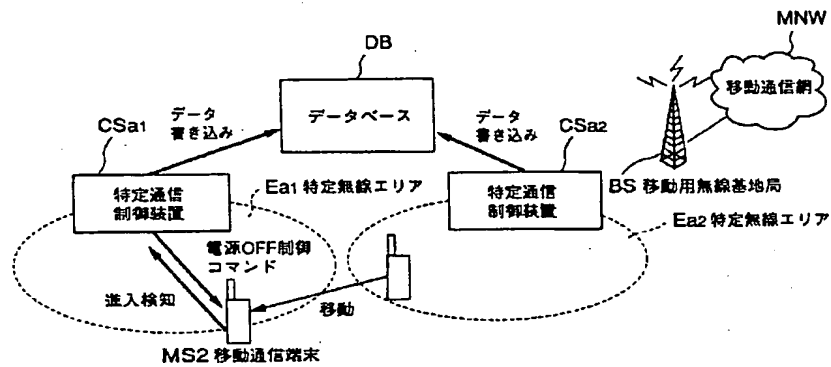 MNW
移動通信網
DB
データベース
データ
書き込み
データ
書き込み
CSa1
CSa2
特定通信
制御装置
Ea1 特定無線エリア
特定通信
制御装置
BS 移動用無線基地局
Ea2 特定無線エリア
電源OFF制御
コマンド
進入検知
移動
MS2 移動通信端末